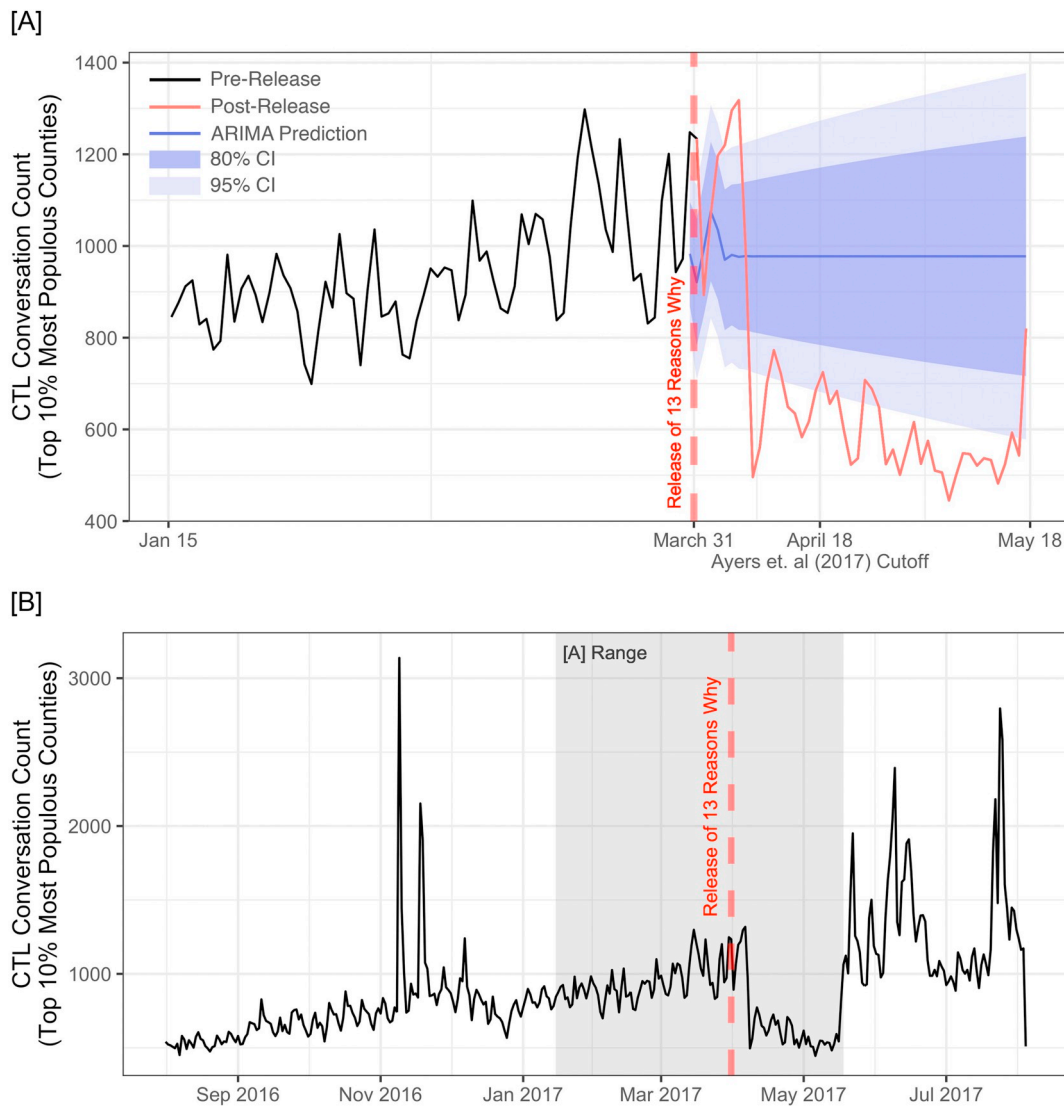 [A]
CTL Conversation Count
(Top 10% Most Populous Counties)
1400
1200
1000
800
600
400
Pre-Release
Post-Release
ARIMA Prediction
80% CI
95% CI
Release of 13 Reasons Why
Jan 15
March 31
April 18
May 18
Ayers et. al (2017) Cutoff
[B]
CTL Conversation Count
(Top 10% Most Populous Counties)
3000
2000
1000
[A] Range
Release of 13 Reasons Why
Sep 2016
Nov 2016
Jan 2017
Mar 2017
May 2017
Jul 2017